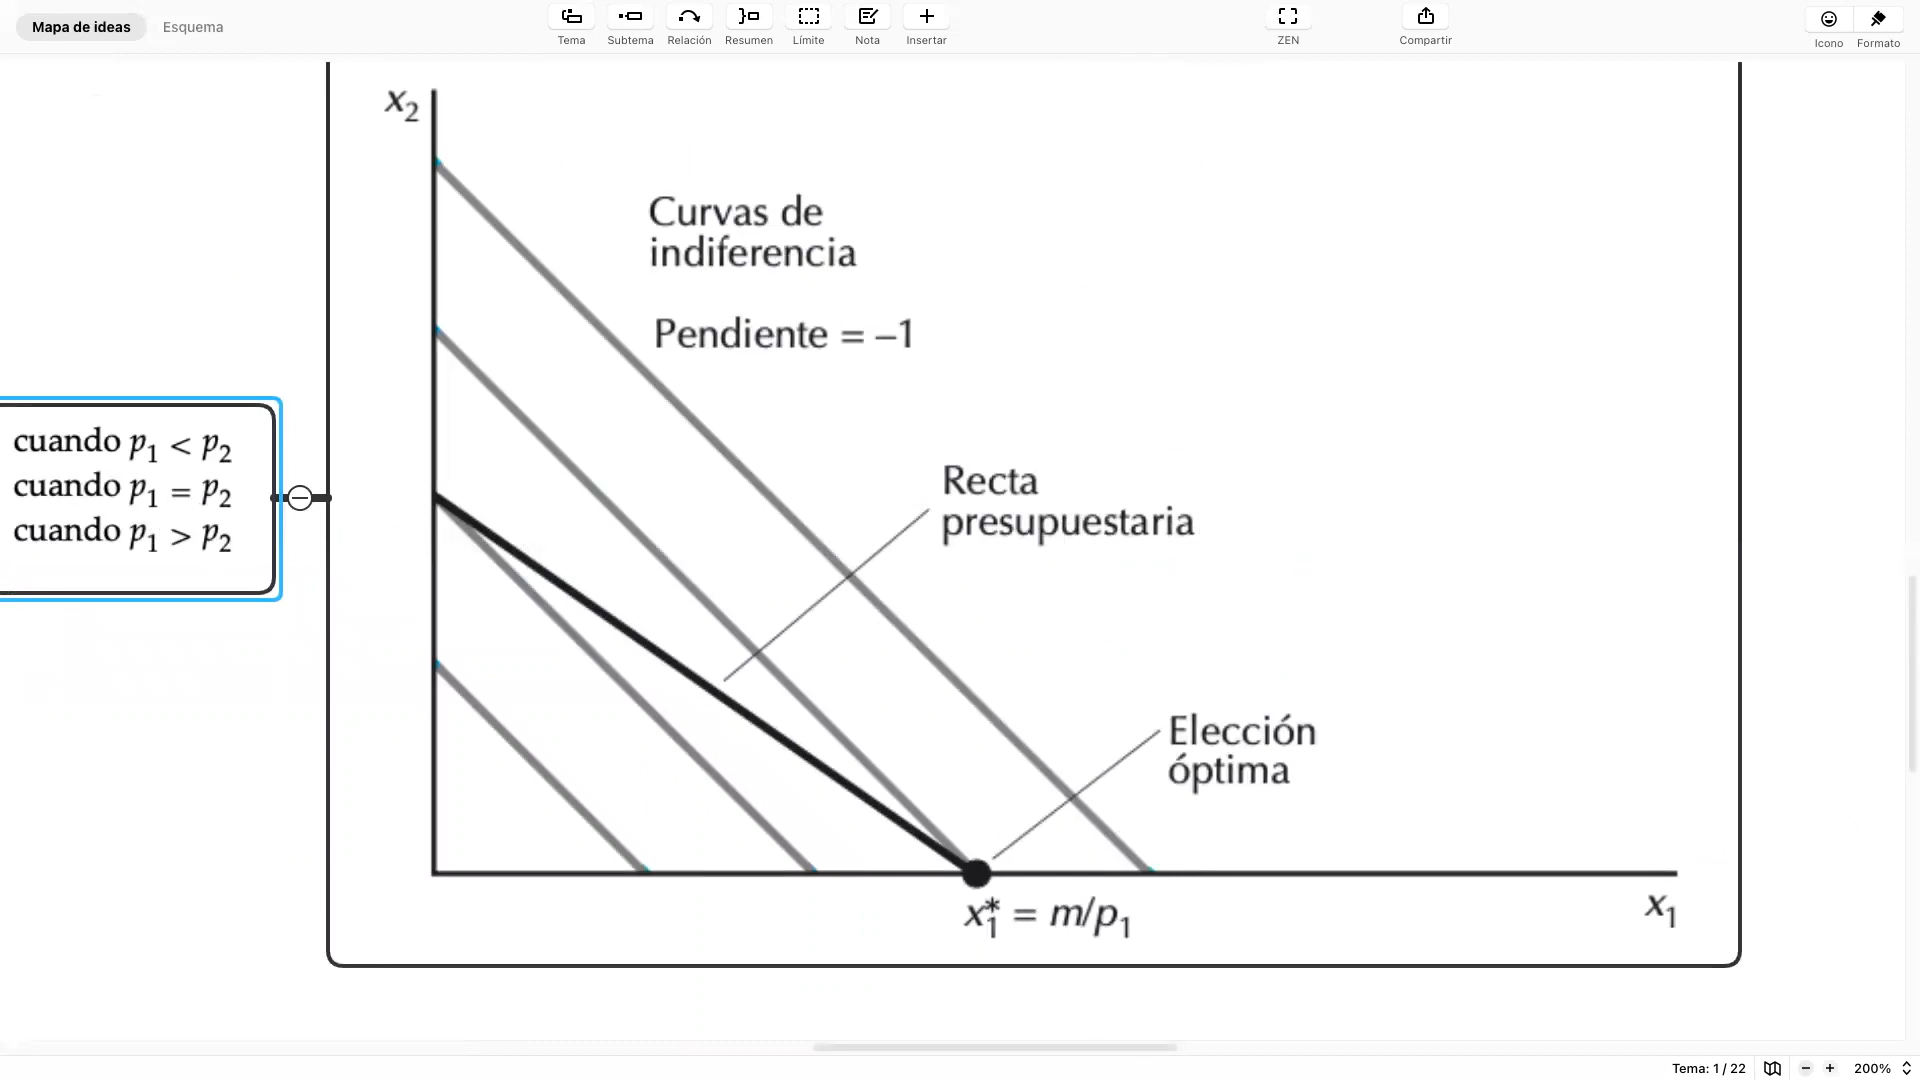 Mapa de ideas
Esquema
Tema
Subtema
Relación
Resumen
Límite
Nota
Insertar
ZEN
Compartir
Icono
Formato
x₂
Curvas de
indiferencia
Pendiente = –1
Recta
presupuestaria
cuando p₁ < p₂
cuando p₁ = p₂
cuando p₁ > p₂
Elección
óptima
x₁* = m/p₁
x₁
Tema: 1 / 22
200%